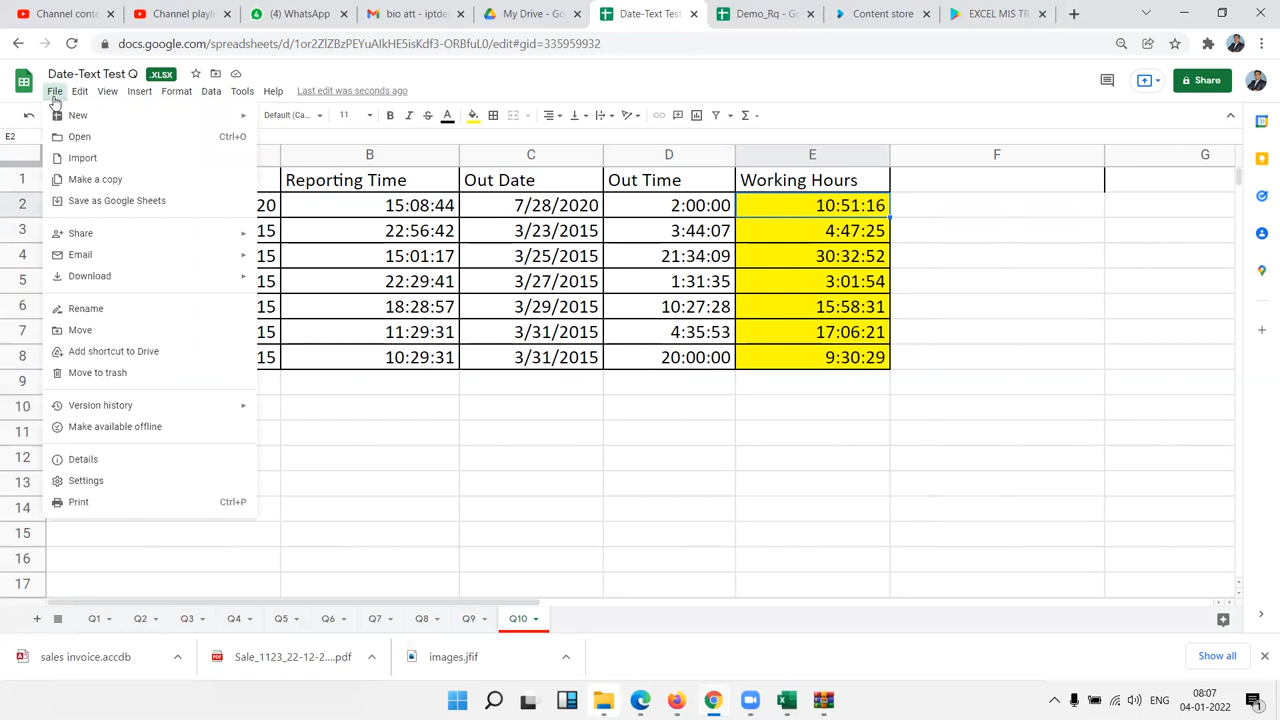 Channel conten
Channel playli
(4) WhatsApp
bio att - iptde
My Drive - Goo
Date-Text Test
Demo_Rq - Goo
Content store
EXCEL MIS TR
docs.google.com/spreadsheets/d/1or2ZlZBzPEYuAIkHE5isKdf3-ORBfuL0/edit#gid=335959932
Date-Text Test Q .XLSX
File Edit View Insert Format Data Tools Help Last edit was seconds ago
Share
Default (Ca... 11
E2
New
Open Ctrl+O
Import
Make a copy
Save as Google Sheets
Share
Email
Download
Rename
Move
Add shortcut to Drive
Move to trash
Version history
Make available offline
Details
Settings
Print Ctrl+P
B C D E F G
1 Reporting Time Out Date Out Time Working Hours
2 20 15:08:44 7/28/2020 2:00:00 10:51:16
3 15 22:56:42 3/23/2015 3:44:07 4:47:25
4 15 15:01:17 3/25/2015 21:34:09 30:32:52
5 15 22:29:41 3/27/2015 1:31:35 3:01:54
6 15 18:28:57 3/29/2015 10:27:28 15:58:31
7 15 11:29:31 3/31/2015 4:35:53 17:06:21
8 15 10:29:31 3/31/2015 20:00:00 9:30:29
9
10
11
12
13
14
15
16
17
Q1 Q2 Q3 Q4 Q5 Q6 Q7 Q8 Q9 Q10
sales invoice.accdb
Sale_1123_22-12-2....pdf
images.jfif
Show all
ENG
08:07
04-01-2022